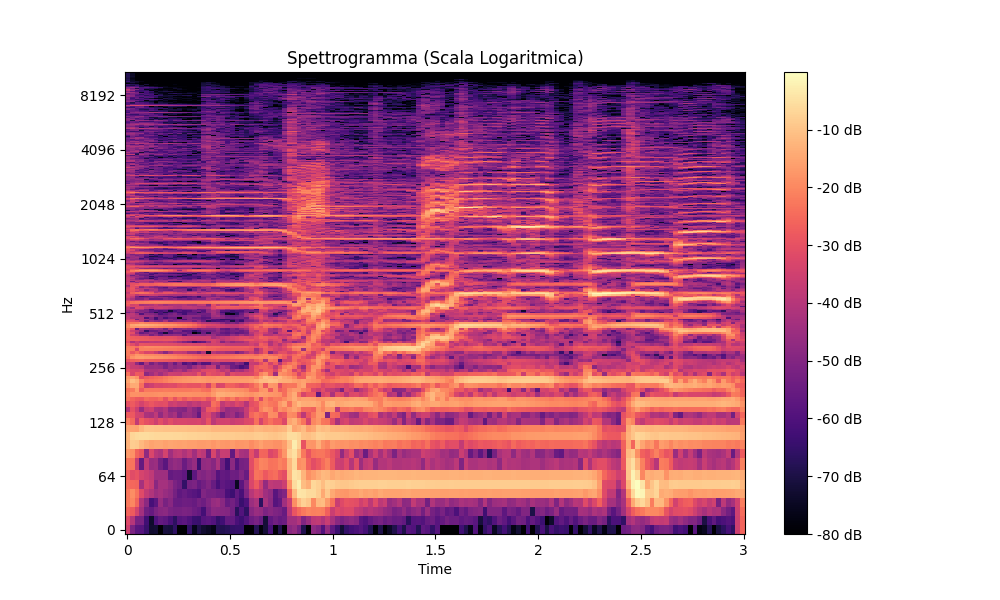 Spettrogramma (Scala Logaritmica)
Hz
8192
4096
2048
1024
512
256
128
64
0
0 0.5 1 1.5 2 2.5 3
Time
-10 dB
-20 dB
-30 dB
-40 dB
-50 dB
-60 dB
-70 dB
-80 dB